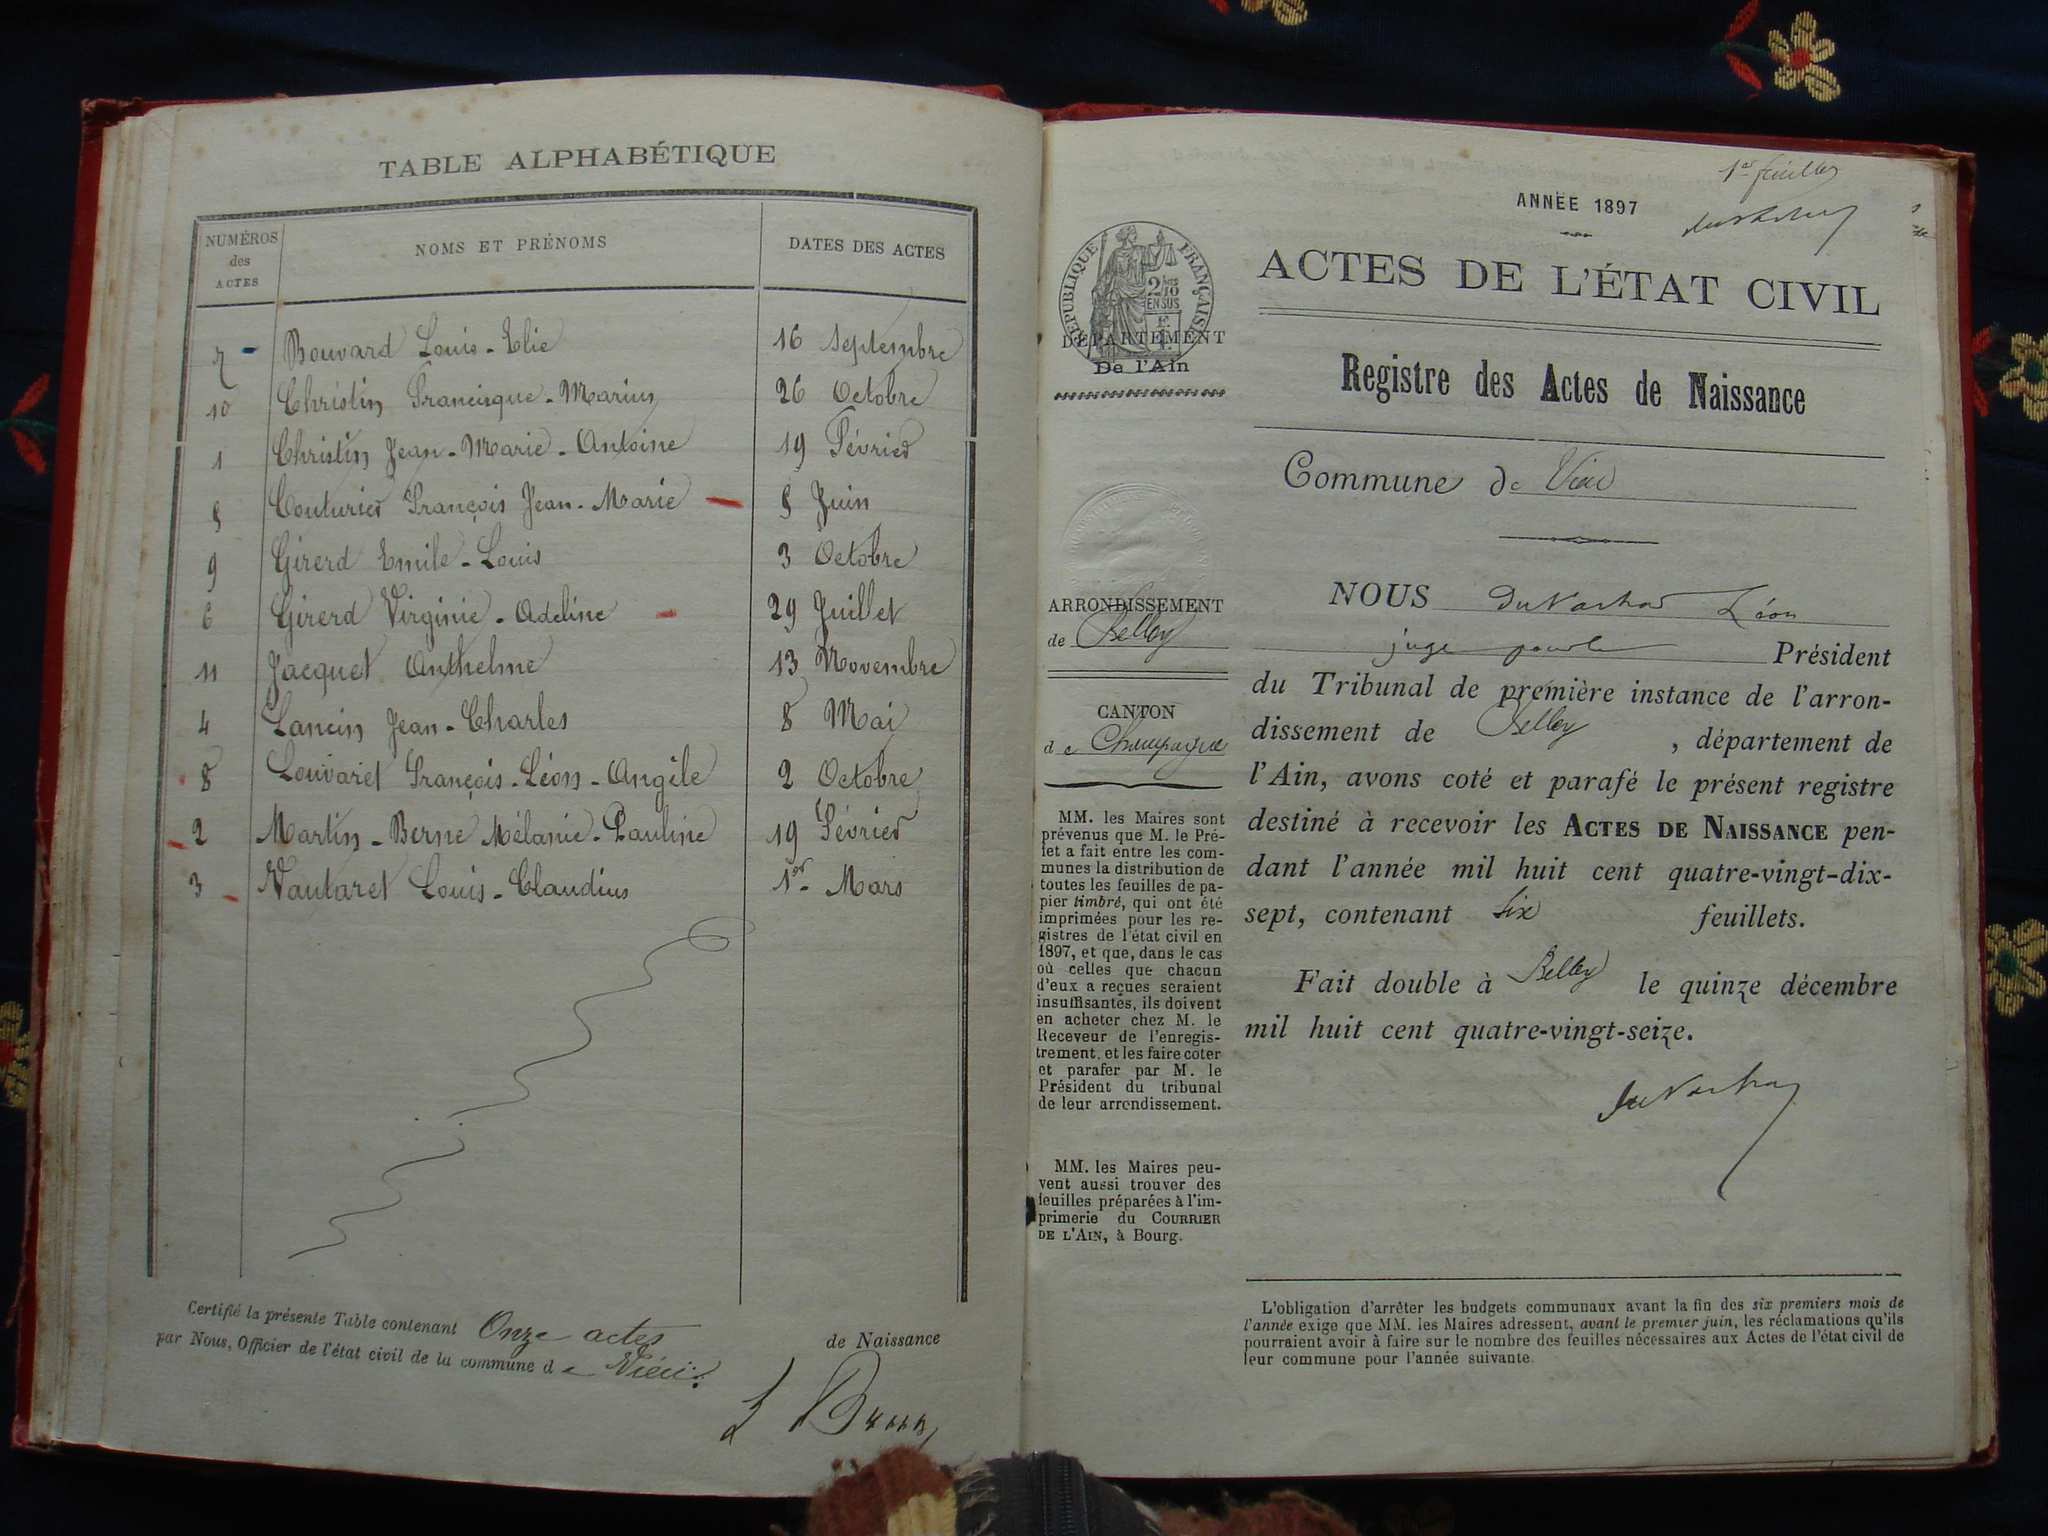 TABLE ALPHABÉTIQUE
NUMÉROS des ACTES NOMS ET PRÉNOMS DATES DES ACTES
7 Bouvard Louis-Elie 16 Septembre
10 Christin Francisque-Marius 26 Octobre
1 Christin Jean-Marie-Antoine 19 Février
5 Couturier François Jean-Marie 5 Juin
9 Girerd Emile-Louis 3 Octobre
6 Girerd Virginie-Adeline 29 Juillet
11 Jacquet Anthelme 13 Novembre
4 Lancin Jean-Charles 8 Mai
8 Louvaret François-Léon-Angèle 2 Octobre
2 Martin-Berne Mélanie-Pauline 19 Février
3 Vautaret Louis-Claudius 1er Mars
Certifié la présente Table contenant Onze actes de Naissance
par Nous, Officier de l'état civil de la commune de
1er feuillet
ANNÉE 1897
RÉPUBLIQUE FRANÇAISE
2/10 EN SUS
DÉPARTEMENT
De l'Ain
ACTES DE L'ÉTAT CIVIL
Registre des Actes de Naissance
Commune de
ARRONDISSEMENT
de Belley
CANTON
de Champagne
MM. les Maires sont
prévenus que M. le Pré-
fet a fait entre les com-
munes la distribution de
toutes les feuilles de pa-
pier timbré, qui ont été
imprimées pour les re-
gistres de l'état civil en
1897, et que, dans le cas
où celles que chacun
d'eux a reçues seraient
insuffisantes, ils doivent
en acheter chez M. le
Receveur de l'enregis-
trement, et les faire coter
et parafer par M. le
Président du tribunal
de leur arrondissement.
MM. les Maires peu-
vent aussi trouver des
feuilles préparées à l'im-
primerie du COURRIER
DE L'AIN, à Bourg.
NOUS Léon
juge pour le Président
du Tribunal de première instance de l'arron-
dissement de Belley, département de
l'Ain, avons coté et parafé le présent registre
destiné à recevoir les ACTES DE NAISSANCE pen-
dant l'année mil huit cent quatre-vingt-dix-
sept, contenant six feuillets.
Fait double à Belley le quinze décembre
mil huit cent quatre-vingt-seize.
L'obligation d'arrêter les budgets communaux avant la fin des six premiers mois de
l'année exige que MM. les Maires adressent, avant le premier juin, les réclamations qu'ils
pourraient avoir à faire sur le nombre des feuilles nécessaires aux Actes de l'état civil de
leur commune pour l'année suivante.